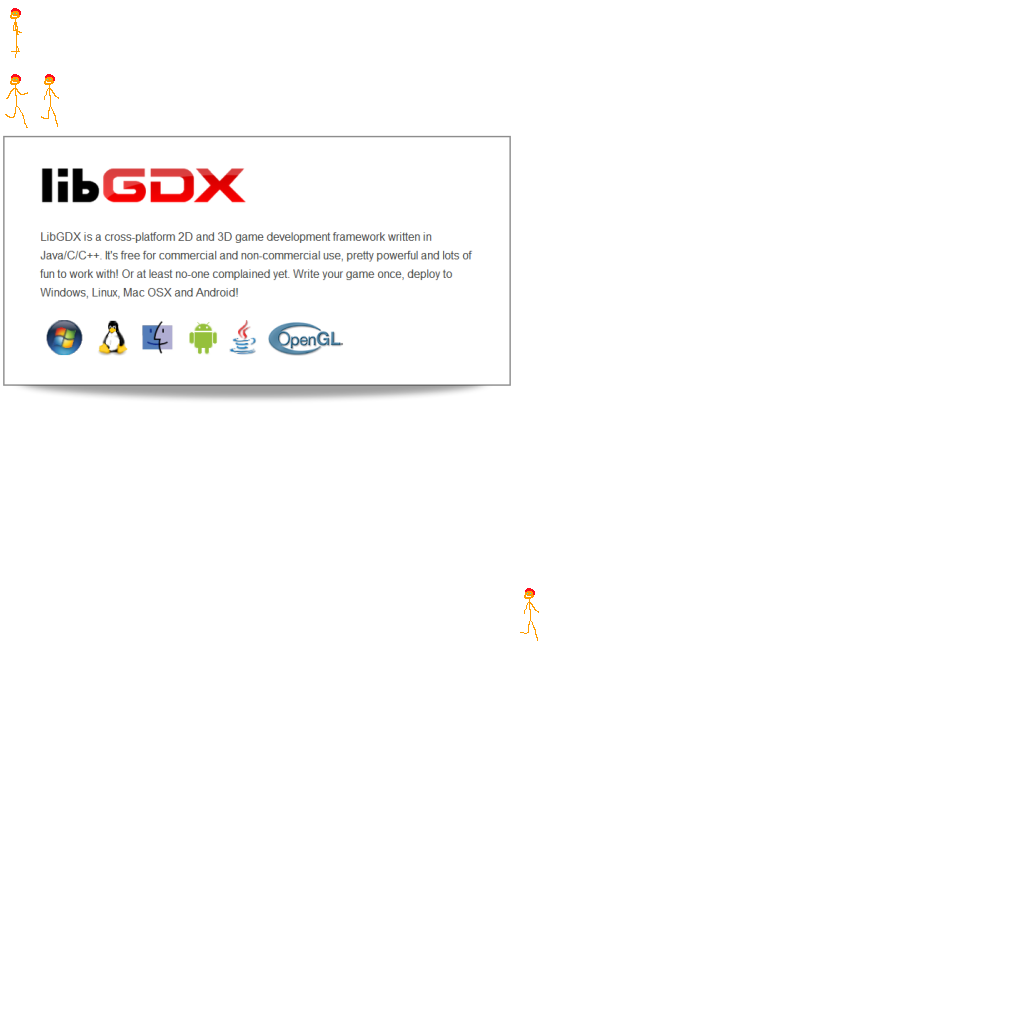 libGDX
LibGDX is a cross-platform 2D and 3D game development framework written in
Java/C/C++. It's free for commercial and non-commercial use, pretty powerful and lots of
fun to work with! Or at least no-one complained yet. Write your game once, deploy to
Windows, Linux, Mac OSX and Android!
OpenGL